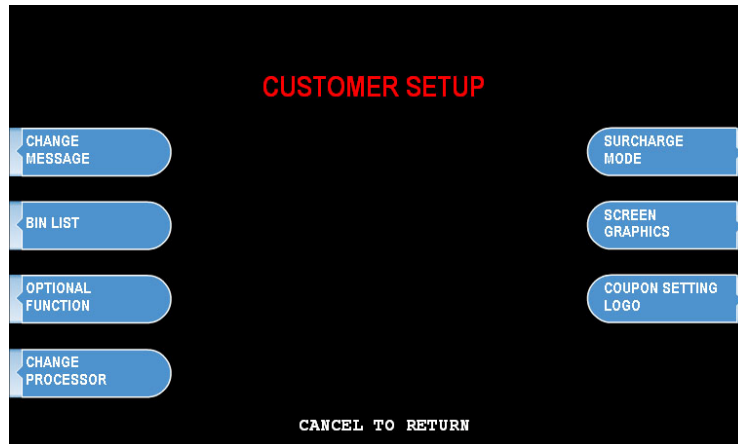 CUSTOMER SETUP
CHANGE
MESSAGE
BIN LIST
OPTIONAL
FUNCTION
CHANGE
PROCESSOR
SURCHARGE
MODE
SCREEN
GRAPHICS
COUPON SETTING
LOGO
CANCEL TO RETURN